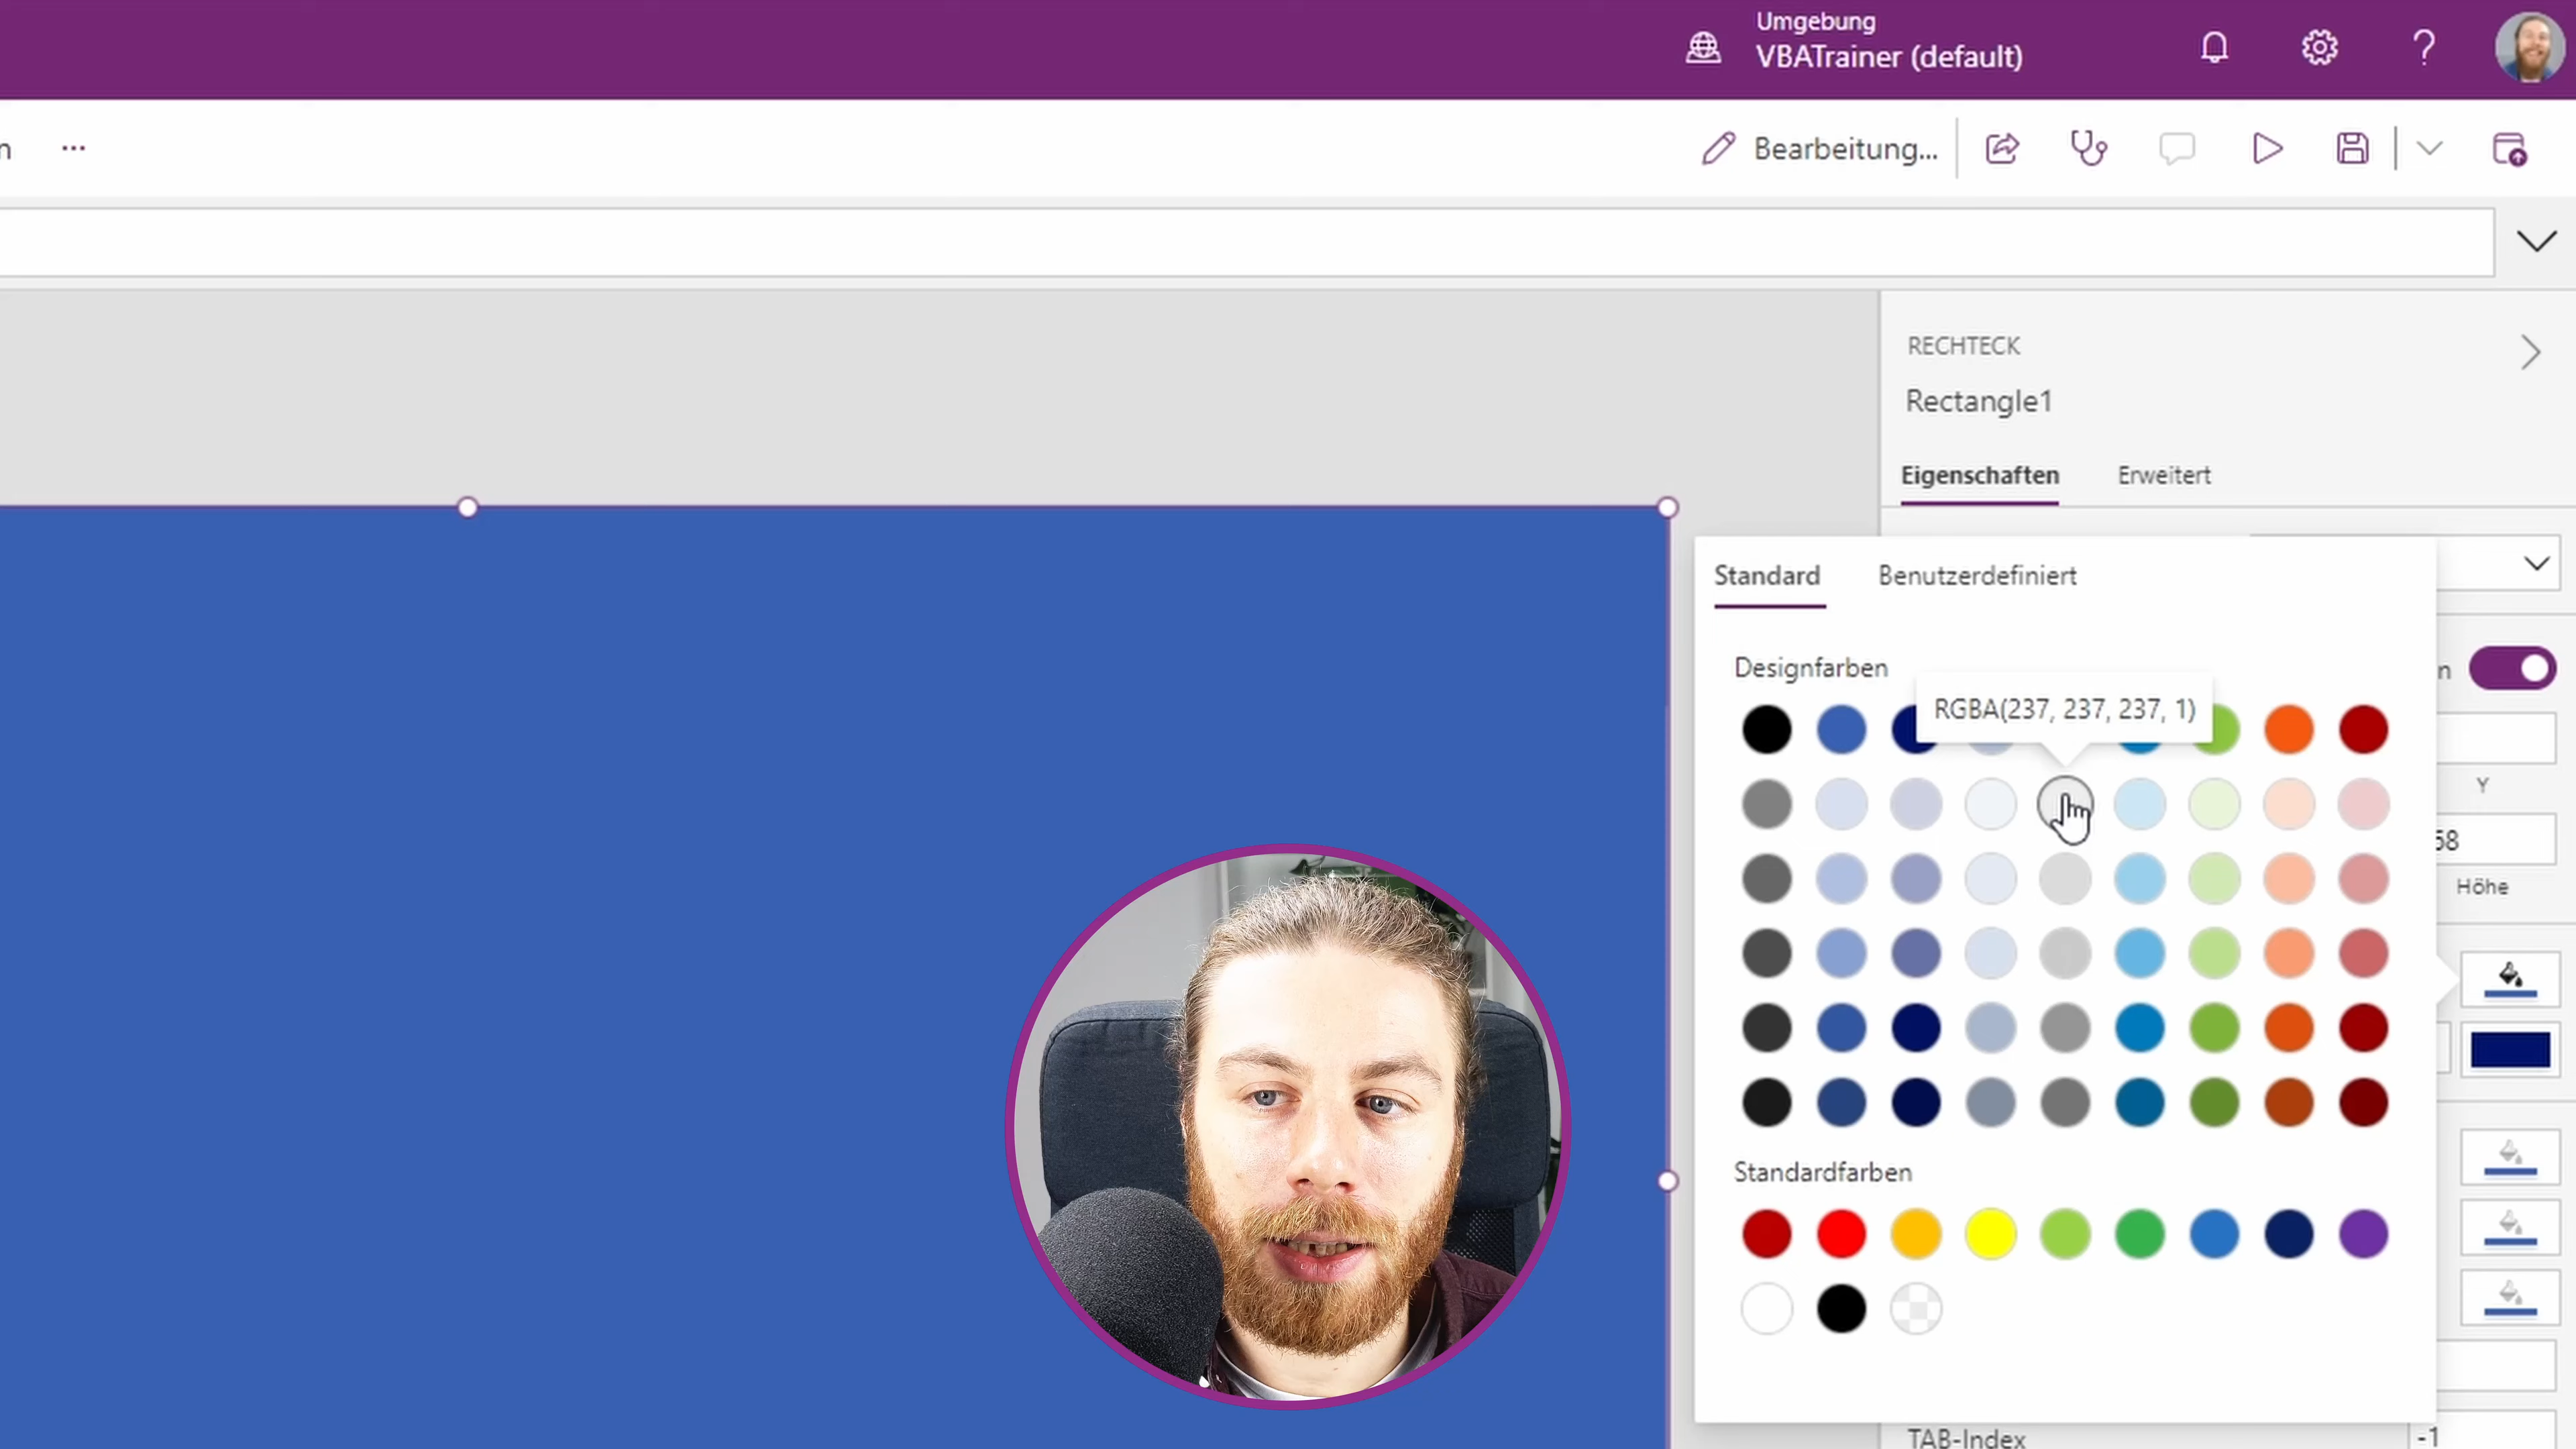 Umgebung
VBATrainer (default)
n
Bearbeitung...
RECHTECK
Rectangle1
Eigenschaften Erweitert
Standard Benutzerdefiniert
Designfarben
n
RGBA(237, 237, 237, 1)
Y
68
Höhe
Standardfarben
TAB-Index -1